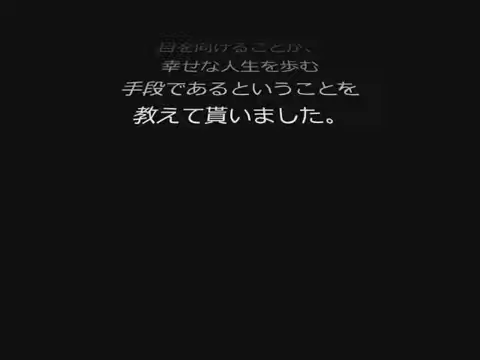 目を向けることが、
幸せな人生を歩む
手段であるということを
教えて貰いました。